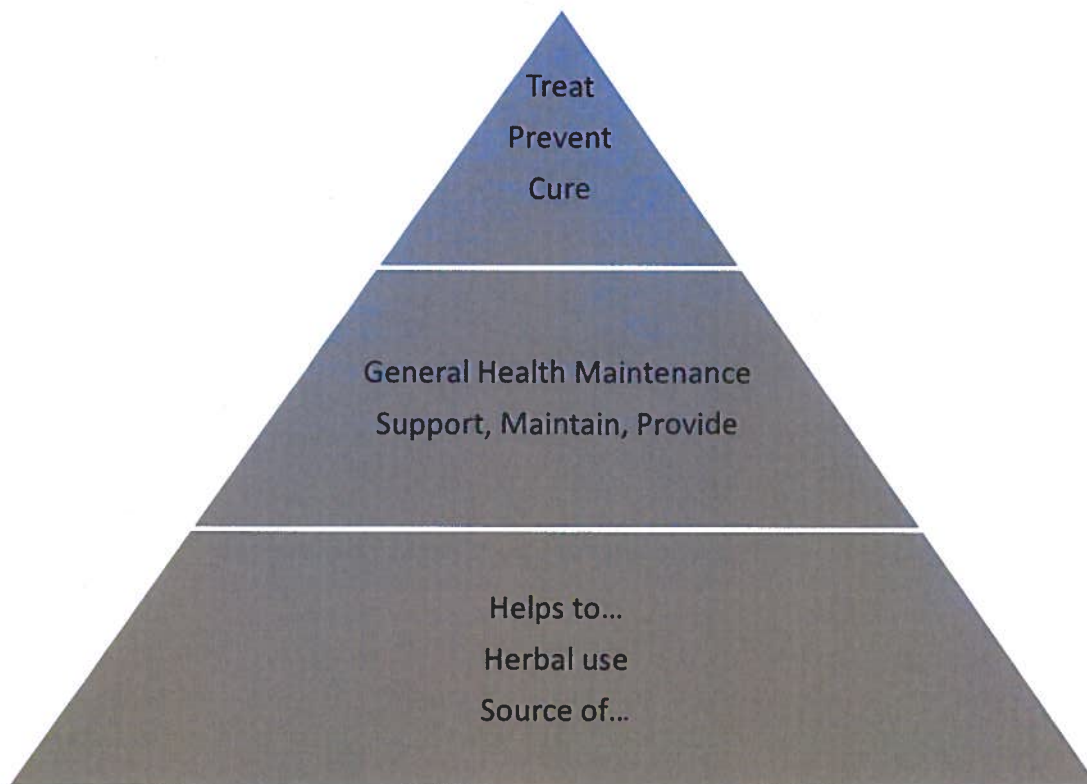 Treat
Prevent
Cure
General Health Maintenance
Support, Maintain, Provide
Helps to...
Herbal use
Source of...